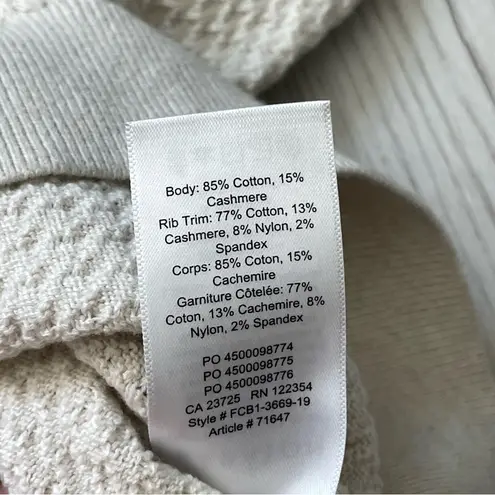 Body: 85% Cotton, 15%
Cashmere
Rib Trim: 77% Cotton, 13%
Cashmere, 8% Nylon, 2%
Spandex
Corps: 85% Coton, 15%
Cachemire
Garniture Côtelée: 77%
Coton, 13% Cachemire, 8%
Nylon, 2% Spandex
PO 4500098774
PO 4500098775
PO 4500098776
CA 23725 RN 122354
Style # FCB1-3669-19
Article # 71647